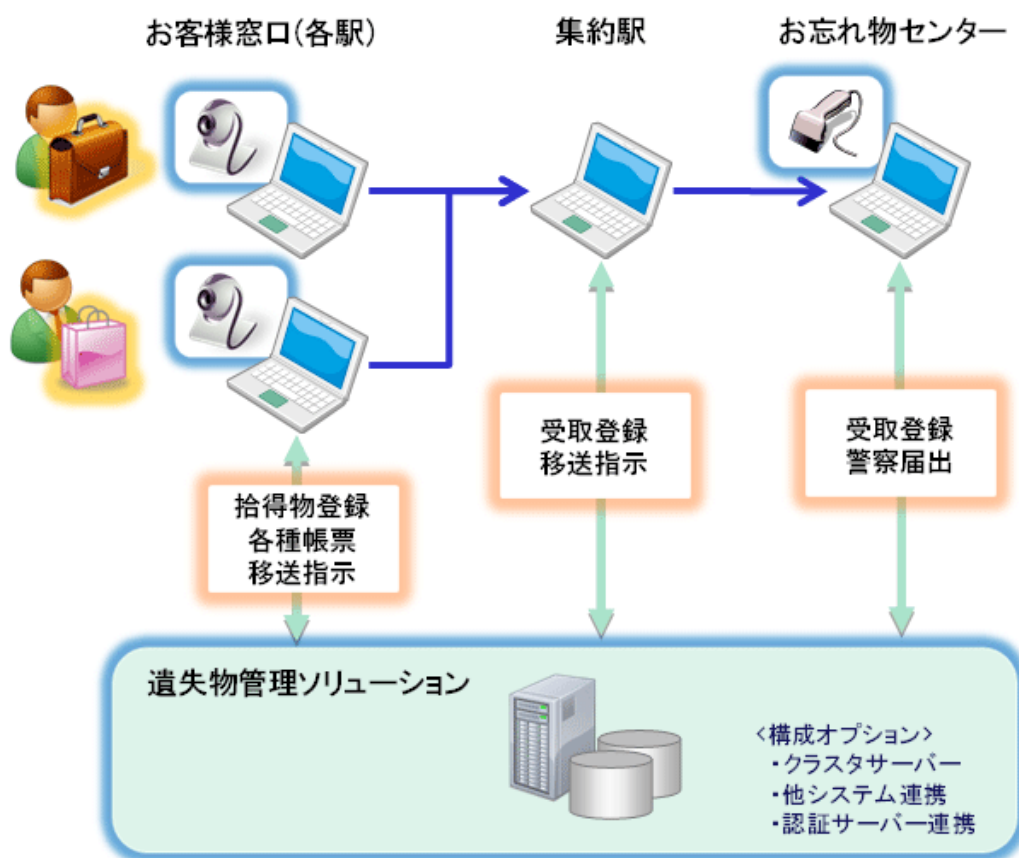 お客様窓口(各駅)
集約駅
お忘れ物センター
受取登録
移送指示
受取登録
警察届出
拾得物登録
各種帳票
移送指示
遺失物管理ソリューション
<構成オプション>
・クラスタサーバー
・他システム連携
・認証サーバー連携